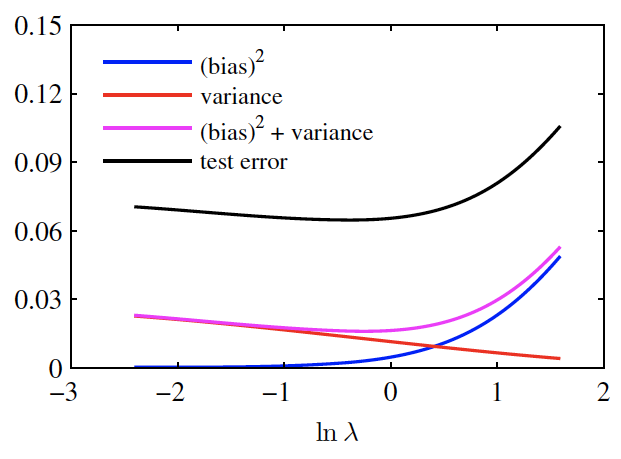 0.15
0.12
0.09
0.06
0.03
0
(bias)²
variance
(bias)² + variance
test error
−3 −2 −1 0 1 2
ln λ